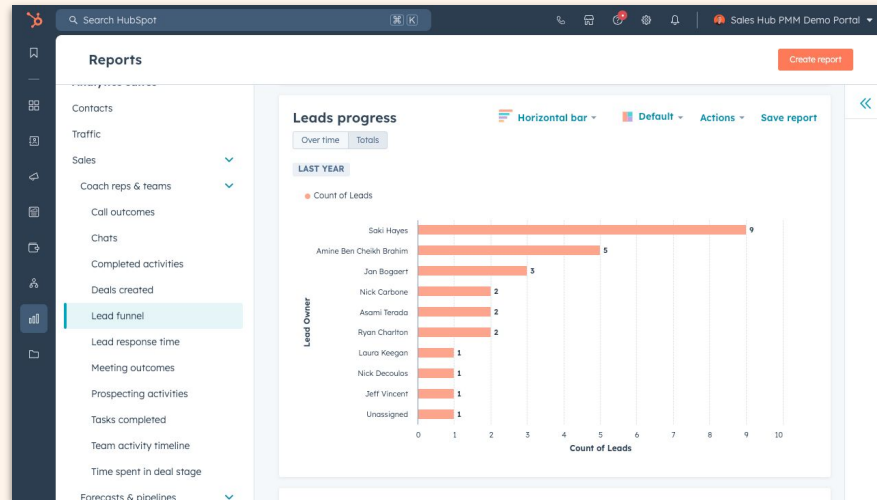 Search HubSpot
⌘ K
Sales Hub PMM Demo Portal
Reports
Create report
Contacts
Traffic
Sales
Coach reps & teams
Call outcomes
Chats
Completed activities
Deals created
Lead funnel
Lead response time
Meeting outcomes
Prospecting activities
Tasks completed
Team activity timeline
Time spent in deal stage
Forecasts & pipelines
Leads progress
Horizontal bar
Default
Actions
Save report
Over time
Totals
LAST YEAR
Count of Leads
Lead Owner
Saki Hayes 9
Amine Ben Cheikh Brahim 5
Jan Bogaert 3
Nick Carbone 2
Asami Terada 2
Ryan Charlton 2
Laura Keegan 1
Nick Decoulas 1
Jeff Vincent 1
Unassigned 1
0 1 2 3 4 5 6 7 8 9 10
Count of Leads